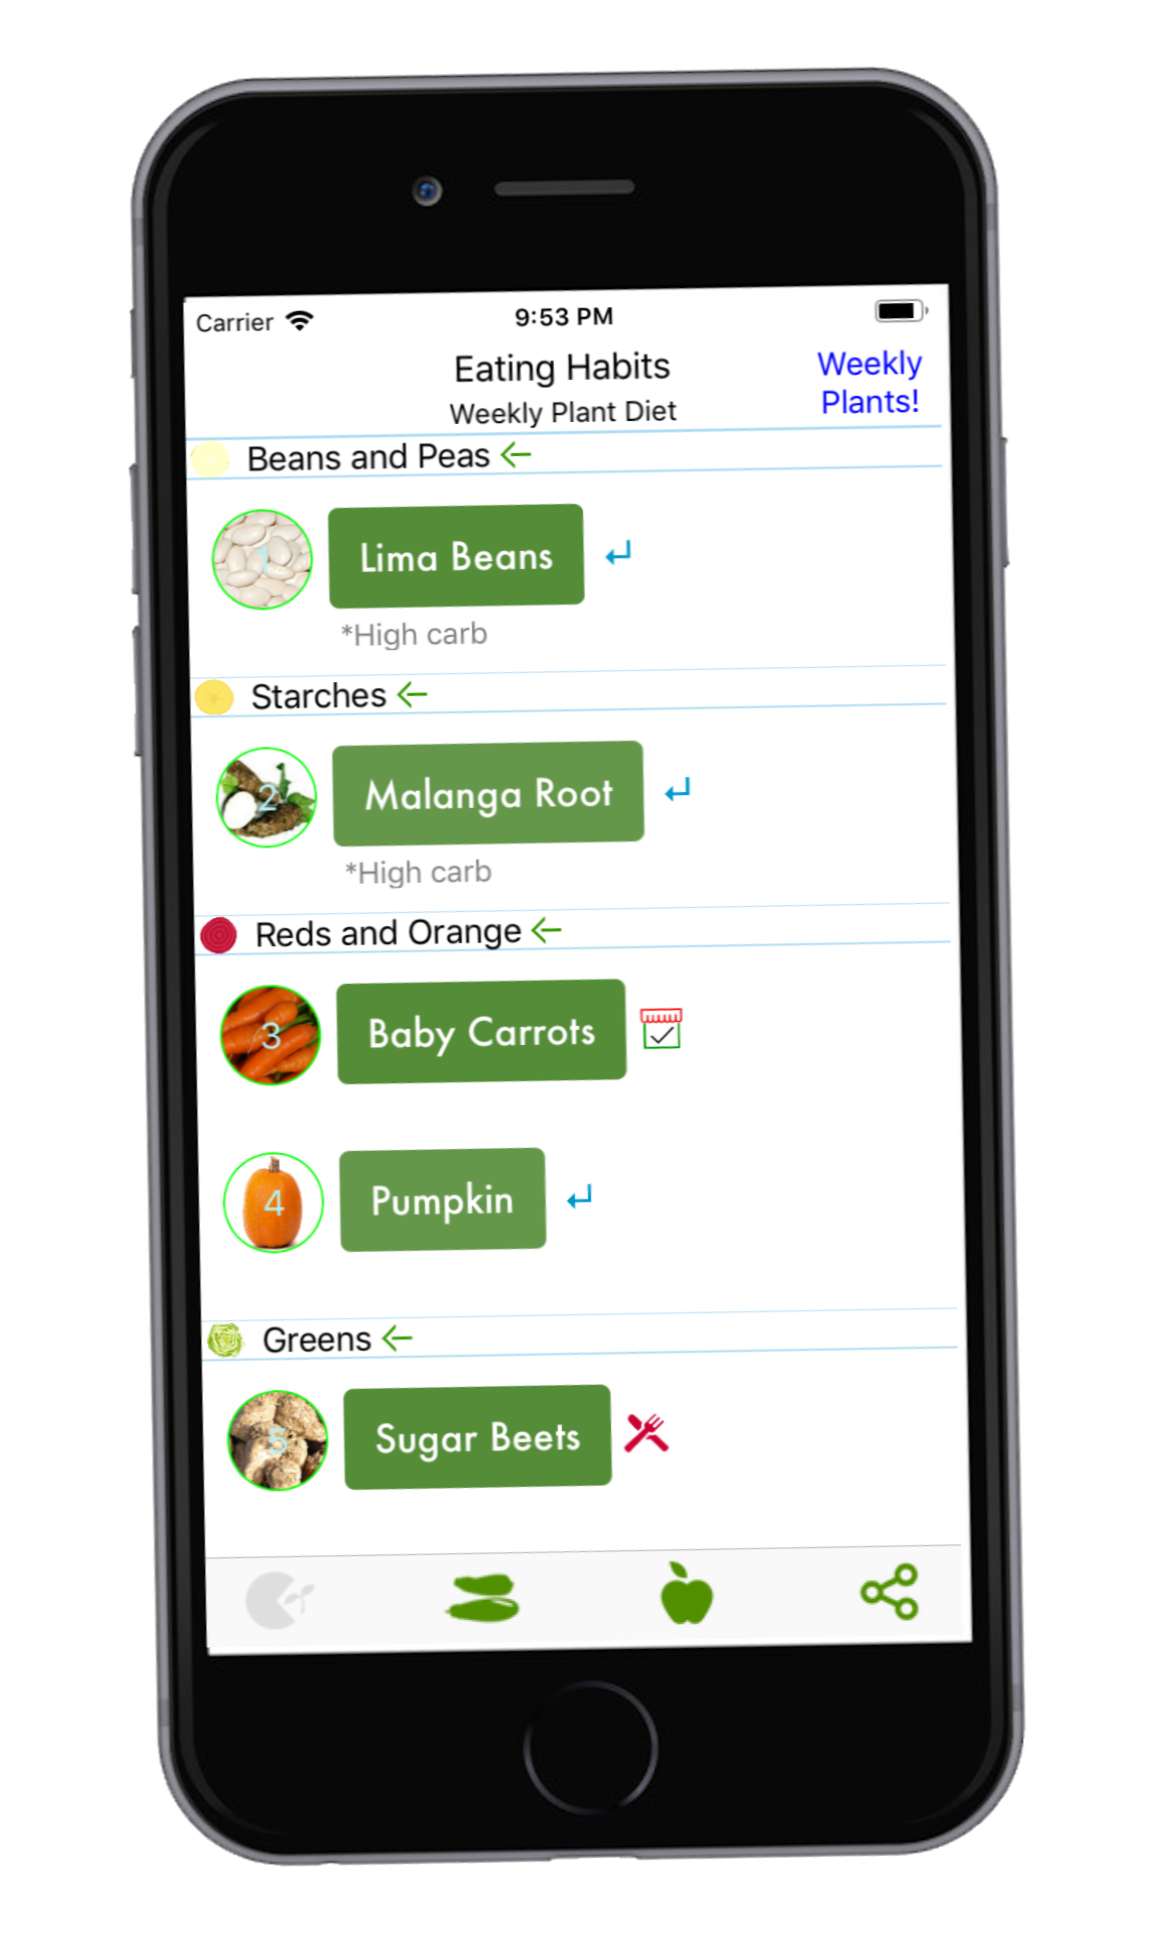 Carrier
9:53 PM
Eating Habits
Weekly Plant Diet
Weekly
Plants!
Beans and Peas
1
Lima Beans
*High carb
Starches
2
Malanga Root
*High carb
Reds and Orange
3
Baby Carrots
4
Pumpkin
Greens
5
Sugar Beets